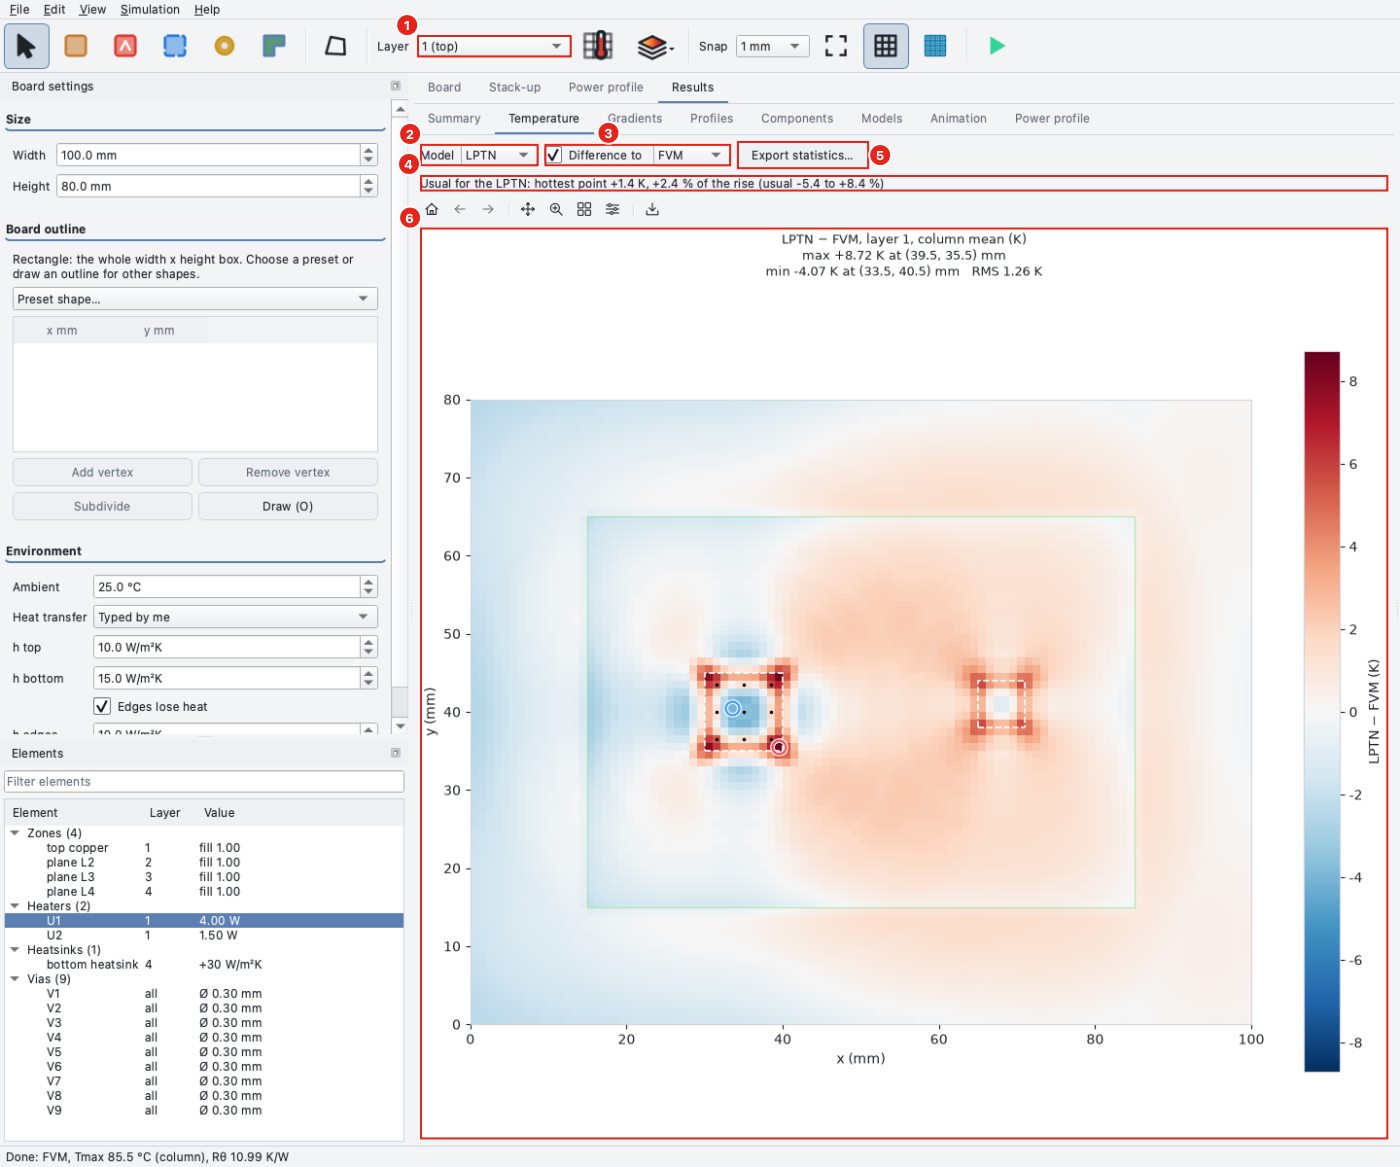 File Edit View Simulation Help
1
Layer 1 (top) Snap 1 mm
Board settings
Board Stack-up Power profile Results
Size
Summary Temperature Gradients Profiles Components Models Animation Power profile
2 3
Width 100.0 mm
4 Model LPTN Difference to FVM Export statistics... 5
Height 80.0 mm
Usual for the LPTN: hottest point +1.4 K, +2.4 % of the rise (usual -5.4 to +8.4 %)
6
Board outline
Rectangle: the whole width x height box. Choose a preset or
draw an outline for other shapes.
Preset shape...
x mm y mm
Add vertex Remove vertex
Subdivide Draw (O)
Environment
Ambient 25.0 °C
Heat transfer Typed by me
h top 10.0 W/m²K
h bottom 15.0 W/m²K
Edges lose heat
h edges 10.0 W/m²K
LPTN − FVM, layer 1, column mean (K)
max +8.72 K at (39.5, 35.5) mm
min -4.07 K at (33.5, 40.5) mm RMS 1.26 K
80
70
60
50
40
30
20
10
0
y (mm)
0 20 40 60 80 100
x (mm)
8
6
4
2
0
-2
-4
-6
-8
LPTN − FVM (K)
Elements
Filter elements
Element Layer Value
Zones (4)
top copper 1 fill 1.00
plane L2 2 fill 1.00
plane L3 3 fill 1.00
plane L4 4 fill 1.00
Heaters (2)
U1 1 4.00 W
U2 1 1.50 W
Heatsinks (1)
bottom heatsink 4 +30 W/m²K
Vias (9)
V1 all Ø 0.30 mm
V2 all Ø 0.30 mm
V3 all Ø 0.30 mm
V4 all Ø 0.30 mm
V5 all Ø 0.30 mm
V6 all Ø 0.30 mm
V7 all Ø 0.30 mm
V8 all Ø 0.30 mm
V9 all Ø 0.30 mm
Done: FVM, Tmax 85.5 °C (column), Rθ 10.99 K/W